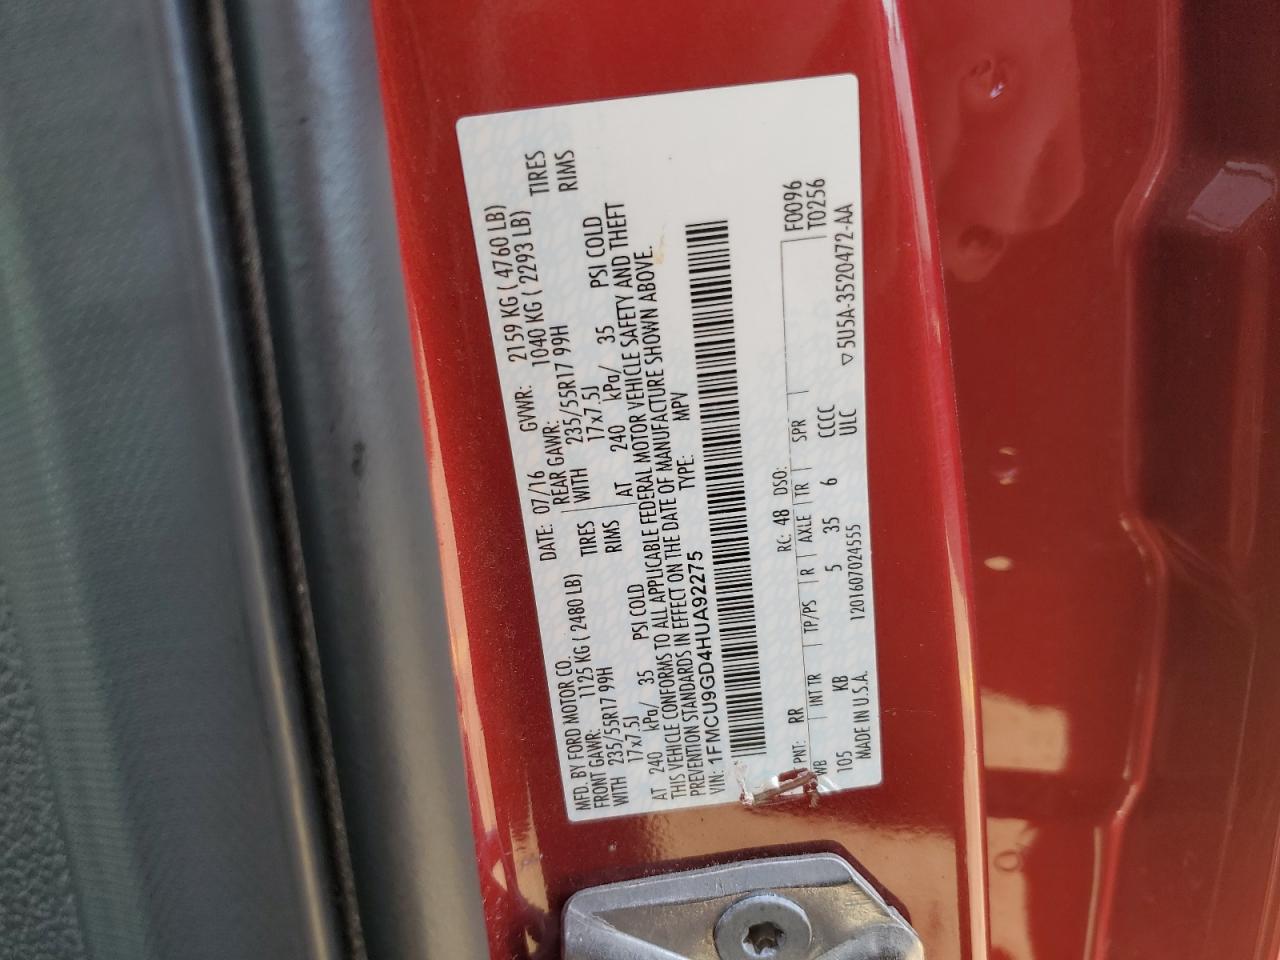 MFD. BY FORD MOTOR CO.
DATE: 07/16 GVWR: 2159 KG ( 4760 LB)
FRONT GAWR: 1125 KG ( 2480 LB) REAR GAWR: 1040 KG ( 2293 LB)
WITH 235/55R17 99H TIRES WITH 235/55R17 99H TIRES
17x7.5J RIMS 17x7.5J RIMS
AT 240 kPa/ 35 PSI COLD AT 240 kPa/ 35 PSI COLD
THIS VEHICLE CONFORMS TO ALL APPLICABLE FEDERAL MOTOR VEHICLE SAFETY AND THEFT
PREVENTION STANDARDS IN EFFECT ON THE DATE OF MANUFACTURE SHOWN ABOVE.
VIN: 1FMCU9GD4HUA92275 TYPE: MPV
F0096
T0256
PNT: RR RC: 48 DSO:
WB INT TR TP/PS R AXLE TR SPR
105 KB 5 35 6 CCCC
ULC
MADE IN U.S.A. 1201607024555 ▽5U5A-3520472-AA